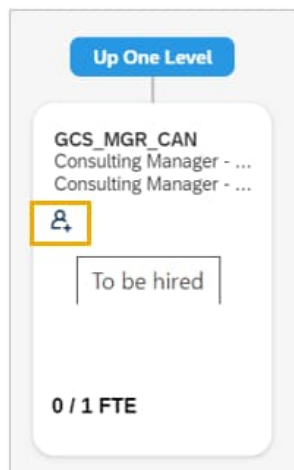 Up One Level
GCS_MGR_CAN
Consulting Manager - ...
Consulting Manager - ...
To be hired
0 / 1 FTE